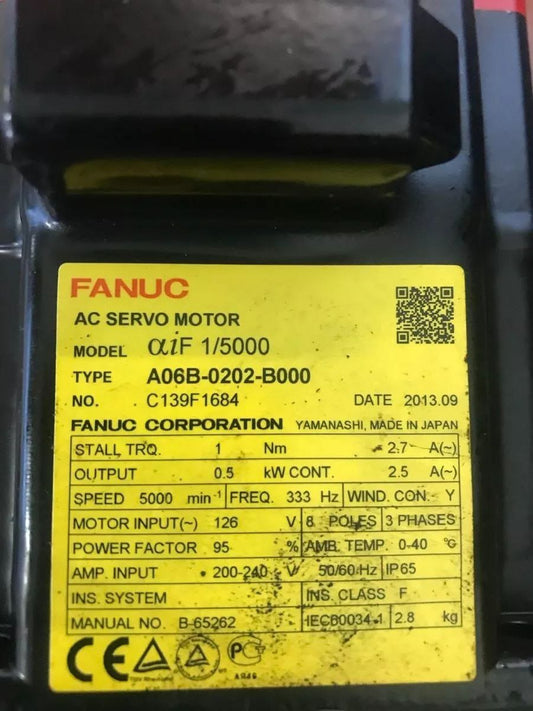 FANUC
AC SERVO MOTOR
MODEL αiF 1/5000
TYPE A06B-0202-B000
NO. C139F1684 DATE 2013.09
FANUC CORPORATION YAMANASHI, MADE IN JAPAN
STALL TRQ. 1 Nm 2.7 A(~)
OUTPUT 0.5 kW CONT. 2.5 A(~)
SPEED 5000 min⁻¹ FREQ. 333 Hz WIND. CON. Y
MOTOR INPUT(~) 126 V 8 POLES 3 PHASES
POWER FACTOR 95 % AMB. TEMP. 0-40 °C
AMP. INPUT 200-240 V 50/60 Hz IP65
INS. SYSTEM INS. CLASS F
MANUAL NO. B-65262 IEC60034-1 2.8 kg
CE